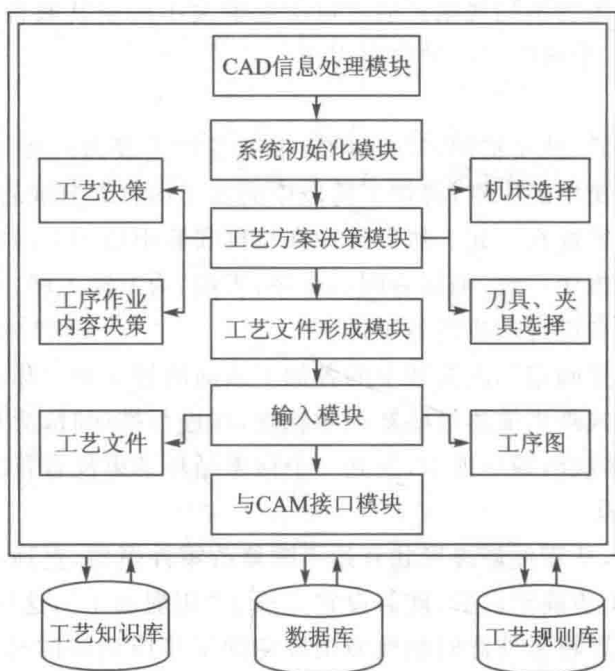 CAD信息处理模块
系统初始化模块
工艺决策
机床选择
工艺方案决策模块
工序作业
内容决策
刀具、夹
具选择
工艺文件形成模块
输入模块
工艺文件
工序图
与CAM接口模块
工艺知识库
数据库
工艺规则库